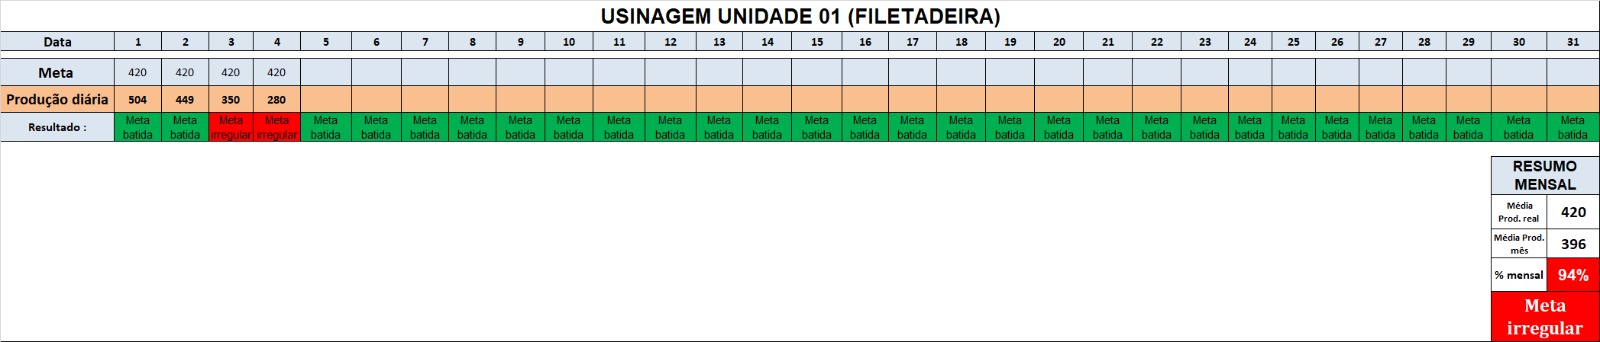 USINAGEM UNIDADE 01 (FILETADEIRA)
Data 1 2 3 4 5 6 7 8 9 10 11 12 13 14 15 16 17 18 19 20 21 22 23 24 25 26 27 28 29 30 31
Meta 420 420 420 420
Produção diária 504 449 350 280
Resultado : Meta batida Meta batida Meta irregular Meta irregular Meta batida Meta batida Meta batida Meta batida Meta batida Meta batida Meta batida Meta batida Meta batida Meta batida Meta batida Meta batida Meta batida Meta batida Meta batida Meta batida Meta batida Meta batida Meta batida Meta batida Meta batida Meta batida Meta batida Meta batida Meta batida Meta batida Meta batida
RESUMO
MENSAL
Média
Prod. real 420
Média Prod.
mês 396
% mensal 94%
Meta
irregular